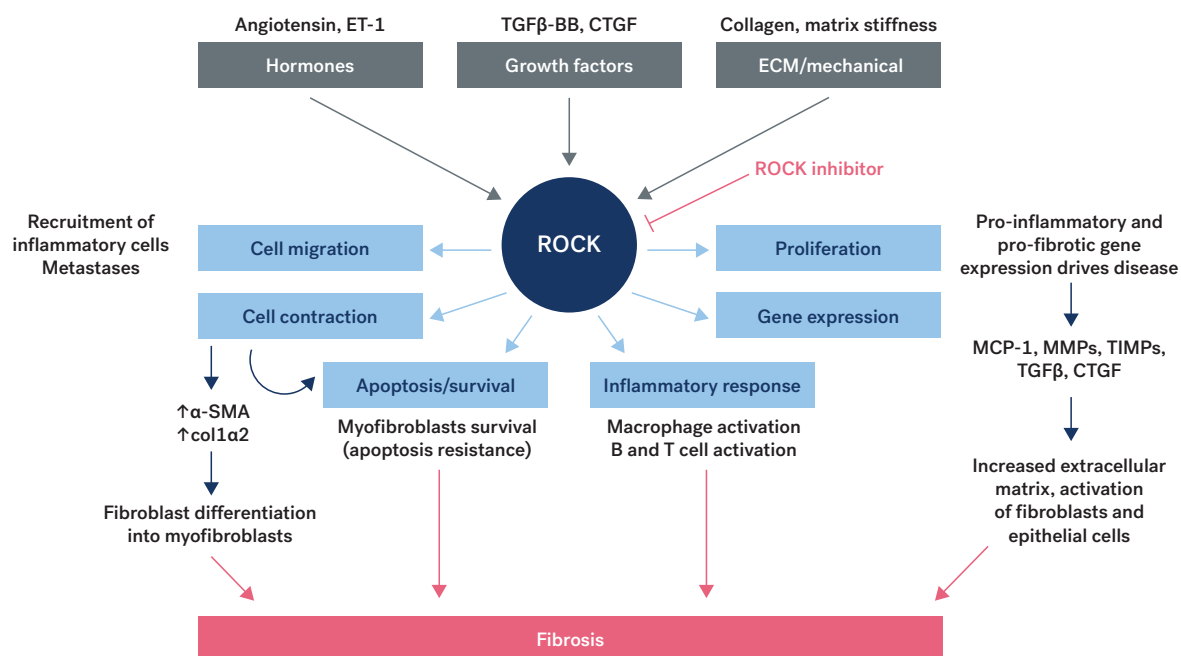 Angiotensin, ET-1
Hormones
TGFβ-BB, CTGF
Growth factors
Collagen, matrix stiffness
ECM/mechanical
ROCK inhibitor
ROCK
Recruitment of
inflammatory cells
Metastases
Cell migration
Proliferation
Pro-inflammatory and
pro-fibrotic gene
expression drives disease
Cell contraction
Gene expression
MCP-1, MMPs, TIMPs,
TGFβ, CTGF
Apoptosis/survival
Myofibroblasts survival
(apoptosis resistance)
Inflammatory response
Macrophage activation
B and T cell activation
↑α-SMA
↑col1α2
Fibroblast differentiation
into myofibroblasts
Increased extracellular
matrix, activation
of fibroblasts and
epithelial cells
Fibrosis